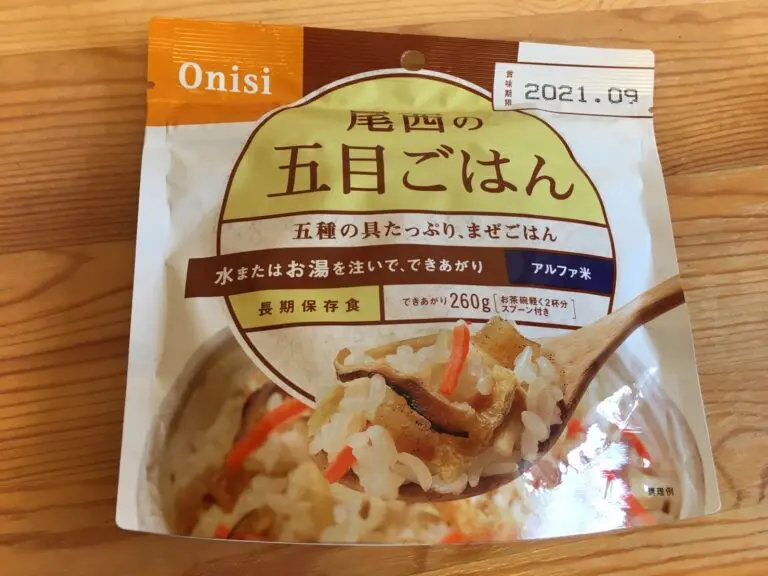 Onisi
賞味期限
2021.09
尾西の
五目ごはん
五種の具たっぷり、まぜごはん
水またはお湯を注いで、できあがり
アルファ米
長期保存食
できあがり260g
お茶碗軽く2杯分
スプーン付き
調理例